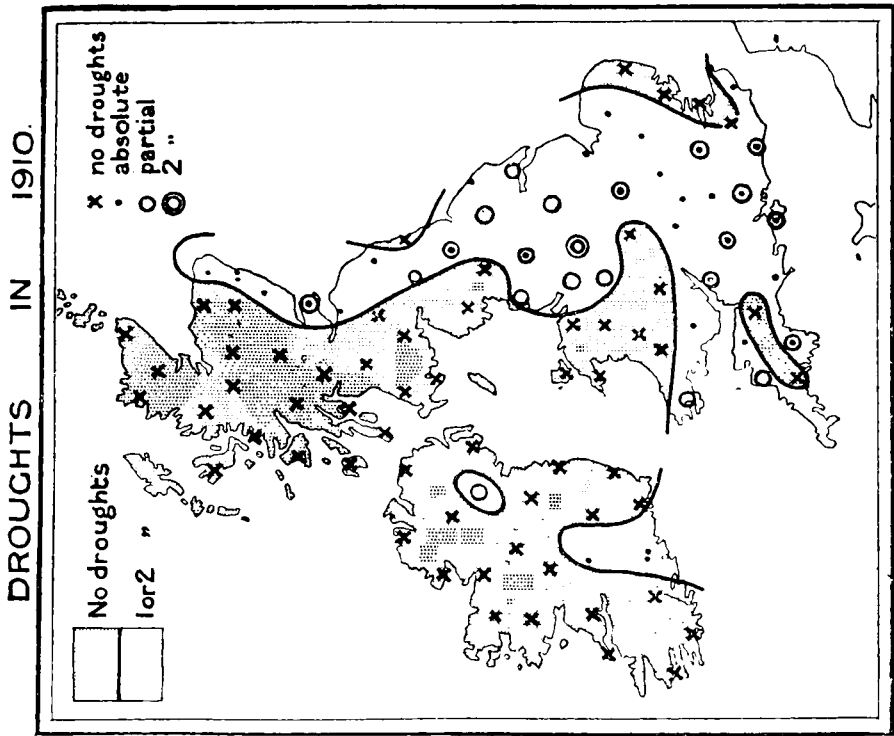 DROUGHTS IN 1910.
No droughts
1or2 "
x no droughts
• absolute
○ partial
◎ 2 "